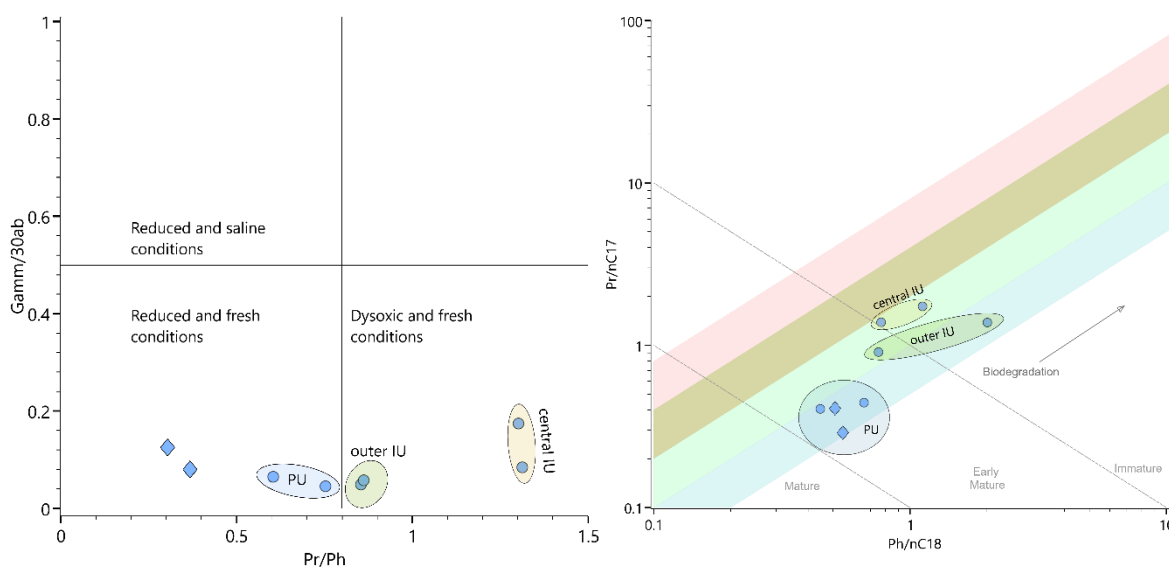 1
0.8
0.6
0.4
0.2
0
Gamm/30ab
Reduced and saline
conditions
Reduced and fresh
conditions
Dysoxic and fresh
conditions
PU
outer IU
central IU
0
0.5
1
1.5
Pr/Ph
100
10
1
0.1
Pr/nC17
central IU
outer IU
PU
Biodegradation
Mature
Early
Mature
Immature
0.1
1
10
Ph/nC18